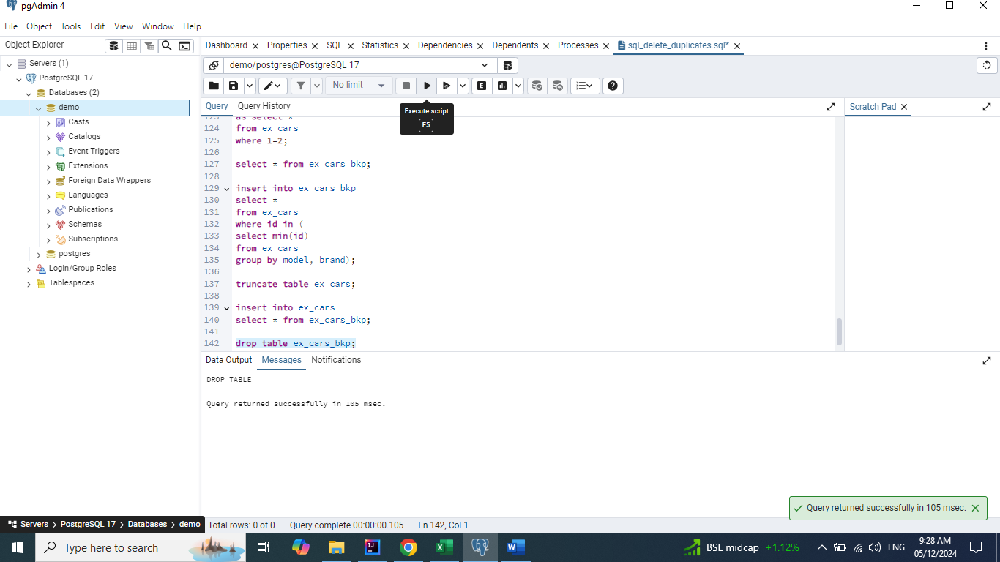 pgAdmin 4
File Object Tools Edit View Window Help
Object Explorer
Servers (1)
PostgreSQL 17
Databases (2)
demo
Casts
Catalogs
Event Triggers
Extensions
Foreign Data Wrappers
Languages
Publications
Schemas
Subscriptions
postgres
Login/Group Roles
Tablespaces
Dashboard Properties SQL Statistics Dependencies Dependents Processes sql_delete_duplicates.sql*
demo/postgres@PostgreSQL 17
No limit
E
Query Query History
Execute script
F5
Scratch Pad
123 as select *
124 from ex_cars
125 where 1=2;
126
127 select * from ex_cars_bkp;
128
129 insert into ex_cars_bkp
130 select *
131 from ex_cars
132 where id in (
133 select min(id)
134 from ex_cars
135 group by model, brand);
136
137 truncate table ex_cars;
138
139 insert into ex_cars
140 select * from ex_cars_bkp;
141
142 drop table ex_cars_bkp;
Data Output Messages Notifications
DROP TABLE
Query returned successfully in 105 msec.
Query returned successfully in 105 msec.
Servers > PostgreSQL 17 > Databases > demo
Total rows: 0 of 0 Query complete 00:00:00.105 Ln 142, Col 1
Type here to search
BSE midcap +1.12%
ENG
9:28 AM
05/12/2024